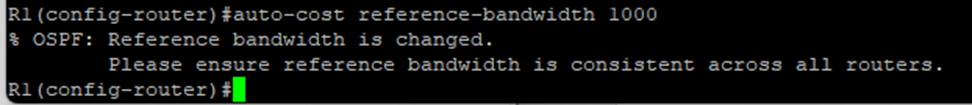 R1(config-router)#auto-cost reference-bandwidth 1000
% OSPF: Reference bandwidth is changed.
        Please ensure reference bandwidth is consistent across all routers.
R1(config-router)#